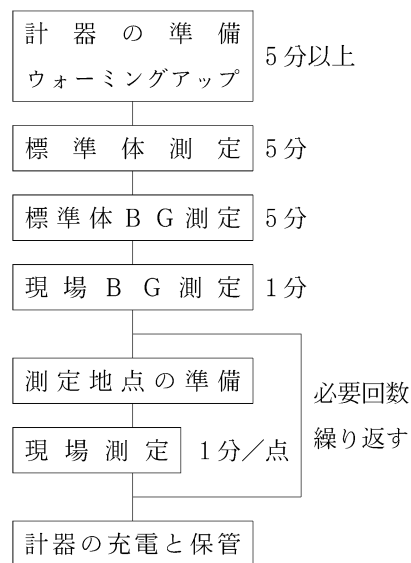 計器の準備
ウォーミングアップ
5分以上
標準体測定
5分
標準体BG測定
5分
現場BG測定
1分
測定地点の準備
現場測定
1分／点
必要回数
繰り返す
計器の充電と保管